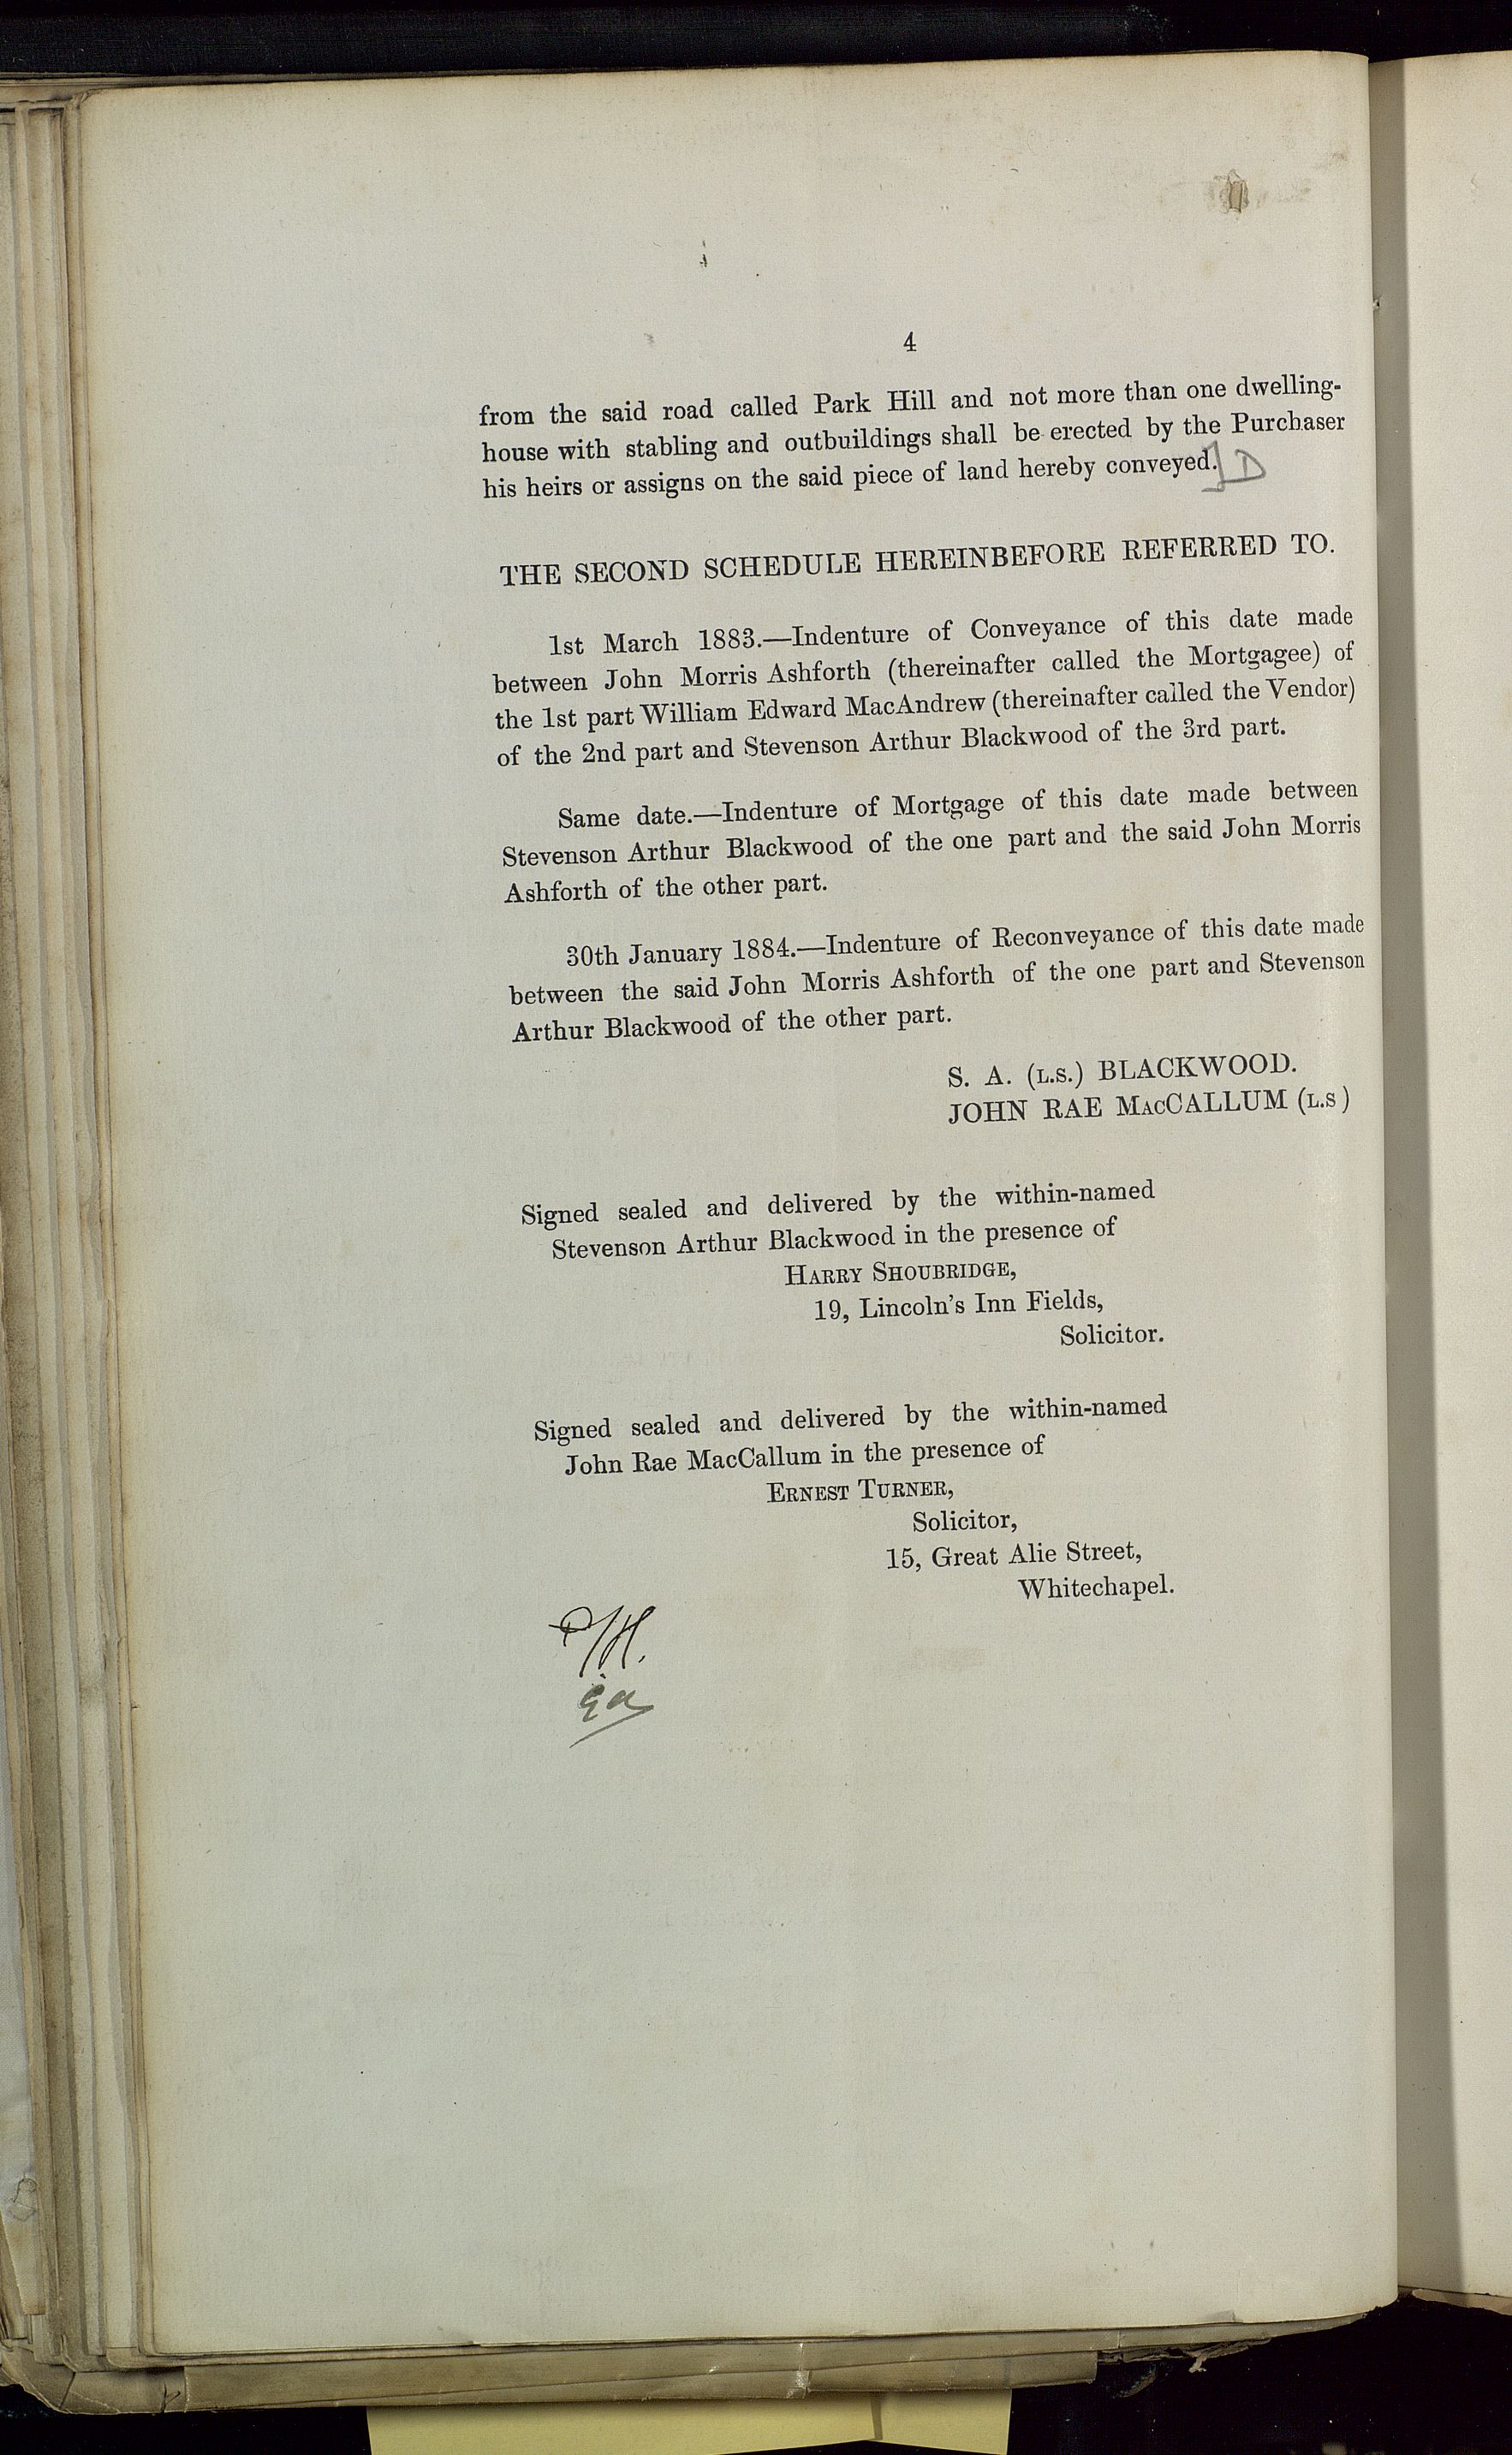 4
from the said road called Park Hill and not more than one dwelling-
house with stabling and outbuildings shall be erected by the Purchaser
his heirs or assigns on the said piece of land hereby conveyed.] D
THE SECOND SCHEDULE HEREINBEFORE REFERRED TO.
1st March 1883.—Indenture of Conveyance of this date made
between John Morris Ashforth (thereinafter called the Mortgagee) of
the 1st part William Edward MacAndrew (thereinafter called the Vendor)
of the 2nd part and Stevenson Arthur Blackwood of the 3rd part.
Same date.—Indenture of Mortgage of this date made between
Stevenson Arthur Blackwood of the one part and the said John Morris
Ashforth of the other part.
30th January 1884.—Indenture of Reconveyance of this date made
between the said John Morris Ashforth of the one part and Stevenson
Arthur Blackwood of the other part.
S. A. (L.S.) BLACKWOOD.
JOHN RAE MACCALLUM (L.S )
Signed sealed and delivered by the within-named
Stevenson Arthur Blackwood in the presence of
HARRY SHOUBRIDGE,
19, Lincoln's Inn Fields,
Solicitor.
Signed sealed and delivered by the within-named
John Rae MacCallum in the presence of
ERNEST TURNER,
Solicitor,
15, Great Alie Street,
Whitechapel.